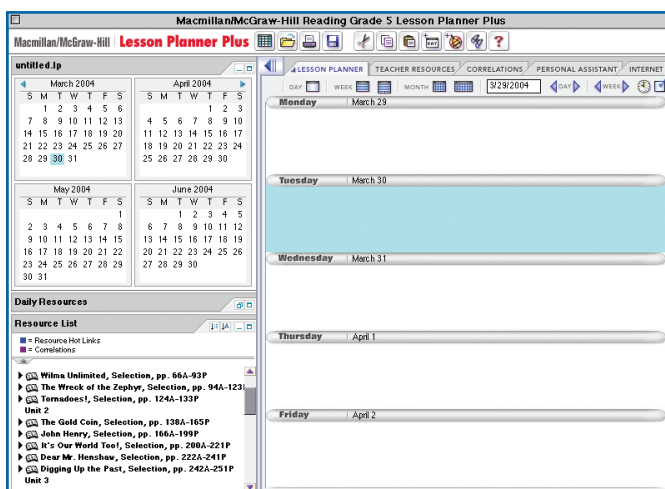 Macmillan/McGraw-Hill Reading Grade 5 Lesson Planner Plus
Macmillan/McGraw-Hill Lesson Planner Plus
untitled.lp
March 2004
S M T W T F S
1 2 3 4 5 6
7 8 9 10 11 12 13
14 15 16 17 18 19 20
21 22 23 24 25 26 27
28 29 30 31
April 2004
S M T W T F S
1 2 3
4 5 6 7 8 9 10
11 12 13 14 15 16 17
18 19 20 21 22 23 24
25 26 27 28 29 30
May 2004
S M T W T F S
1
2 3 4 5 6 7 8
9 10 11 12 13 14 15
16 17 18 19 20 21 22
23 24 25 26 27 28 29
30 31
June 2004
S M T W T F S
1 2 3 4 5
6 7 8 9 10 11 12
13 14 15 16 17 18 19
20 21 22 23 24 25 26
27 28 29 30
Daily Resources
Resource List
= Resource Hot Links
= Correlations
Wilma Unlimited, Selection, pp. 66A-93P
The Wreck of the Zephyr, Selection, pp. 94A-123
Tornadoes!, Selection, pp. 124A-133P
Unit 2
The Gold Coin, Selection, pp. 138A-165P
John Henry, Selection, pp. 166A-199P
It's Our World Too!, Selection, pp. 200A-221P
Dear Mr. Henshaw, Selection, pp. 222A-241P
Digging Up the Past, Selection, pp. 242A-251P
Unit 3
LESSON PLANNER TEACHER RESOURCES CORRELATIONS PERSONAL ASSISTANT INTERNET
DAY WEEK MONTH 3/29/2004 DAY WEEK
Monday March 29
Tuesday March 30
Wednesday March 31
Thursday April 1
Friday April 2